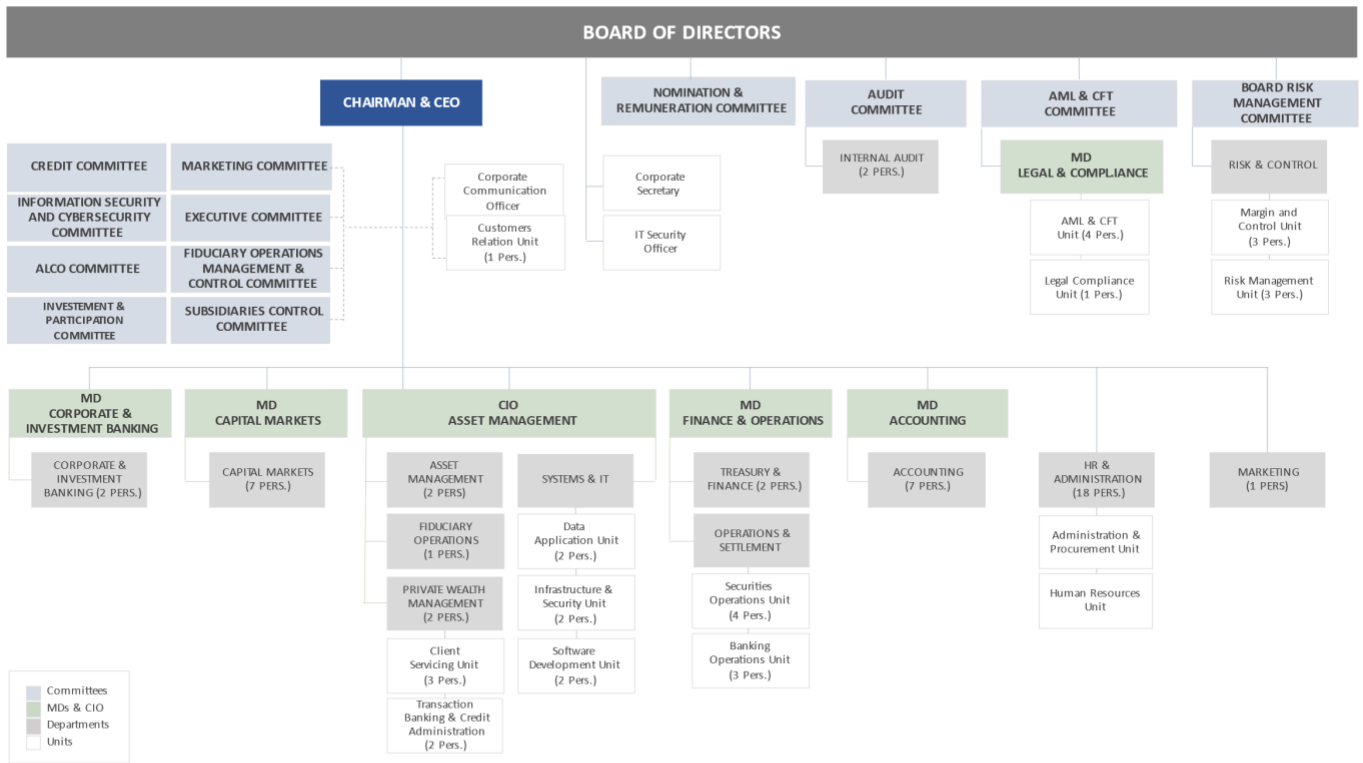 BOARD OF DIRECTORS
CHAIRMAN & CEO
NOMINATION &
REMUNERATION COMMITTEE
AUDIT
COMMITTEE
AML & CFT
COMMITTEE
BOARD RISK
MANAGEMENT
COMMITTEE
CREDIT COMMITTEE
MARKETING COMMITTEE
INFORMATION SECURITY
AND CYBERSECURITY
COMMITTEE
EXECUTIVE COMMITTEE
ALCO COMMITTEE
FIDUCIARY OPERATIONS
MANAGEMENT &
CONTROL COMMITTEE
INVESTEMENT &
PARTICIPATION
COMMITTEE
SUBSIDIARIES CONTROL
COMMITTEE
Corporate
Communication
Officer
Customers
Relation Unit
(1 Pers.)
Corporate
Secretary
IT Security
Officer
INTERNAL AUDIT
(2 PERS.)
MD
LEGAL & COMPLIANCE
AML & CFT
Unit (4 Pers.)
Legal Compliance
Unit (1 Pers.)
RISK & CONTROL
Margin and
Control Unit
(3 Pers.)
Risk Management
Unit (3 Pers.)
MD
CORPORATE &
INVESTMENT BANKING
CORPORATE &
INVESTMENT
BANKING (2 PERS.)
MD
CAPITAL MARKETS
CAPITAL MARKETS
(7 PERS.)
CIO
ASSET MANAGEMENT
ASSET
MANAGEMENT
(2 PERS)
FIDUCIARY
OPERATIONS
(1 PERS.)
PRIVATE WEALTH
MANAGEMENT
(2 PERS.)
Client
Servicing Unit
(3 Pers.)
Transaction
Banking & Credit
Administration
(2 Pers.)
SYSTEMS & IT
Data
Application Unit
(2 Pers.)
Infrastructure &
Security Unit
(2 Pers.)
Software
Development Unit
(2 Pers.)
MD
FINANCE & OPERATIONS
TREASURY &
FINANCE (2 PERS.)
OPERATIONS &
SETTLEMENT
Securities
Operations Unit
(4 Pers.)
Banking
Operations Unit
(3 Pers.)
MD
ACCOUNTING
ACCOUNTING
(7 PERS.)
HR &
ADMINISTRATION
(18 PERS.)
Administration &
Procurement Unit
Human Resources
Unit
MARKETING
(1 PERS)
Committees
MDs & CIO
Departments
Units